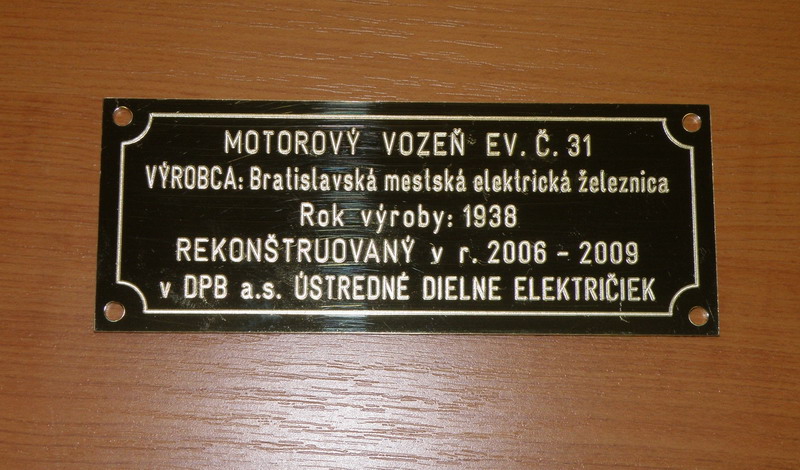 MOTOROVÝ VOZEŇ EV. Č. 31
VÝROBCA: Bratislavská mestská elektrická železnica
Rok výroby: 1938
REKONŠTRUOVANÝ v r. 2006 - 2009
v DPB a.s. ÚSTREDNÉ DIELNE ELEKTRIČIEK